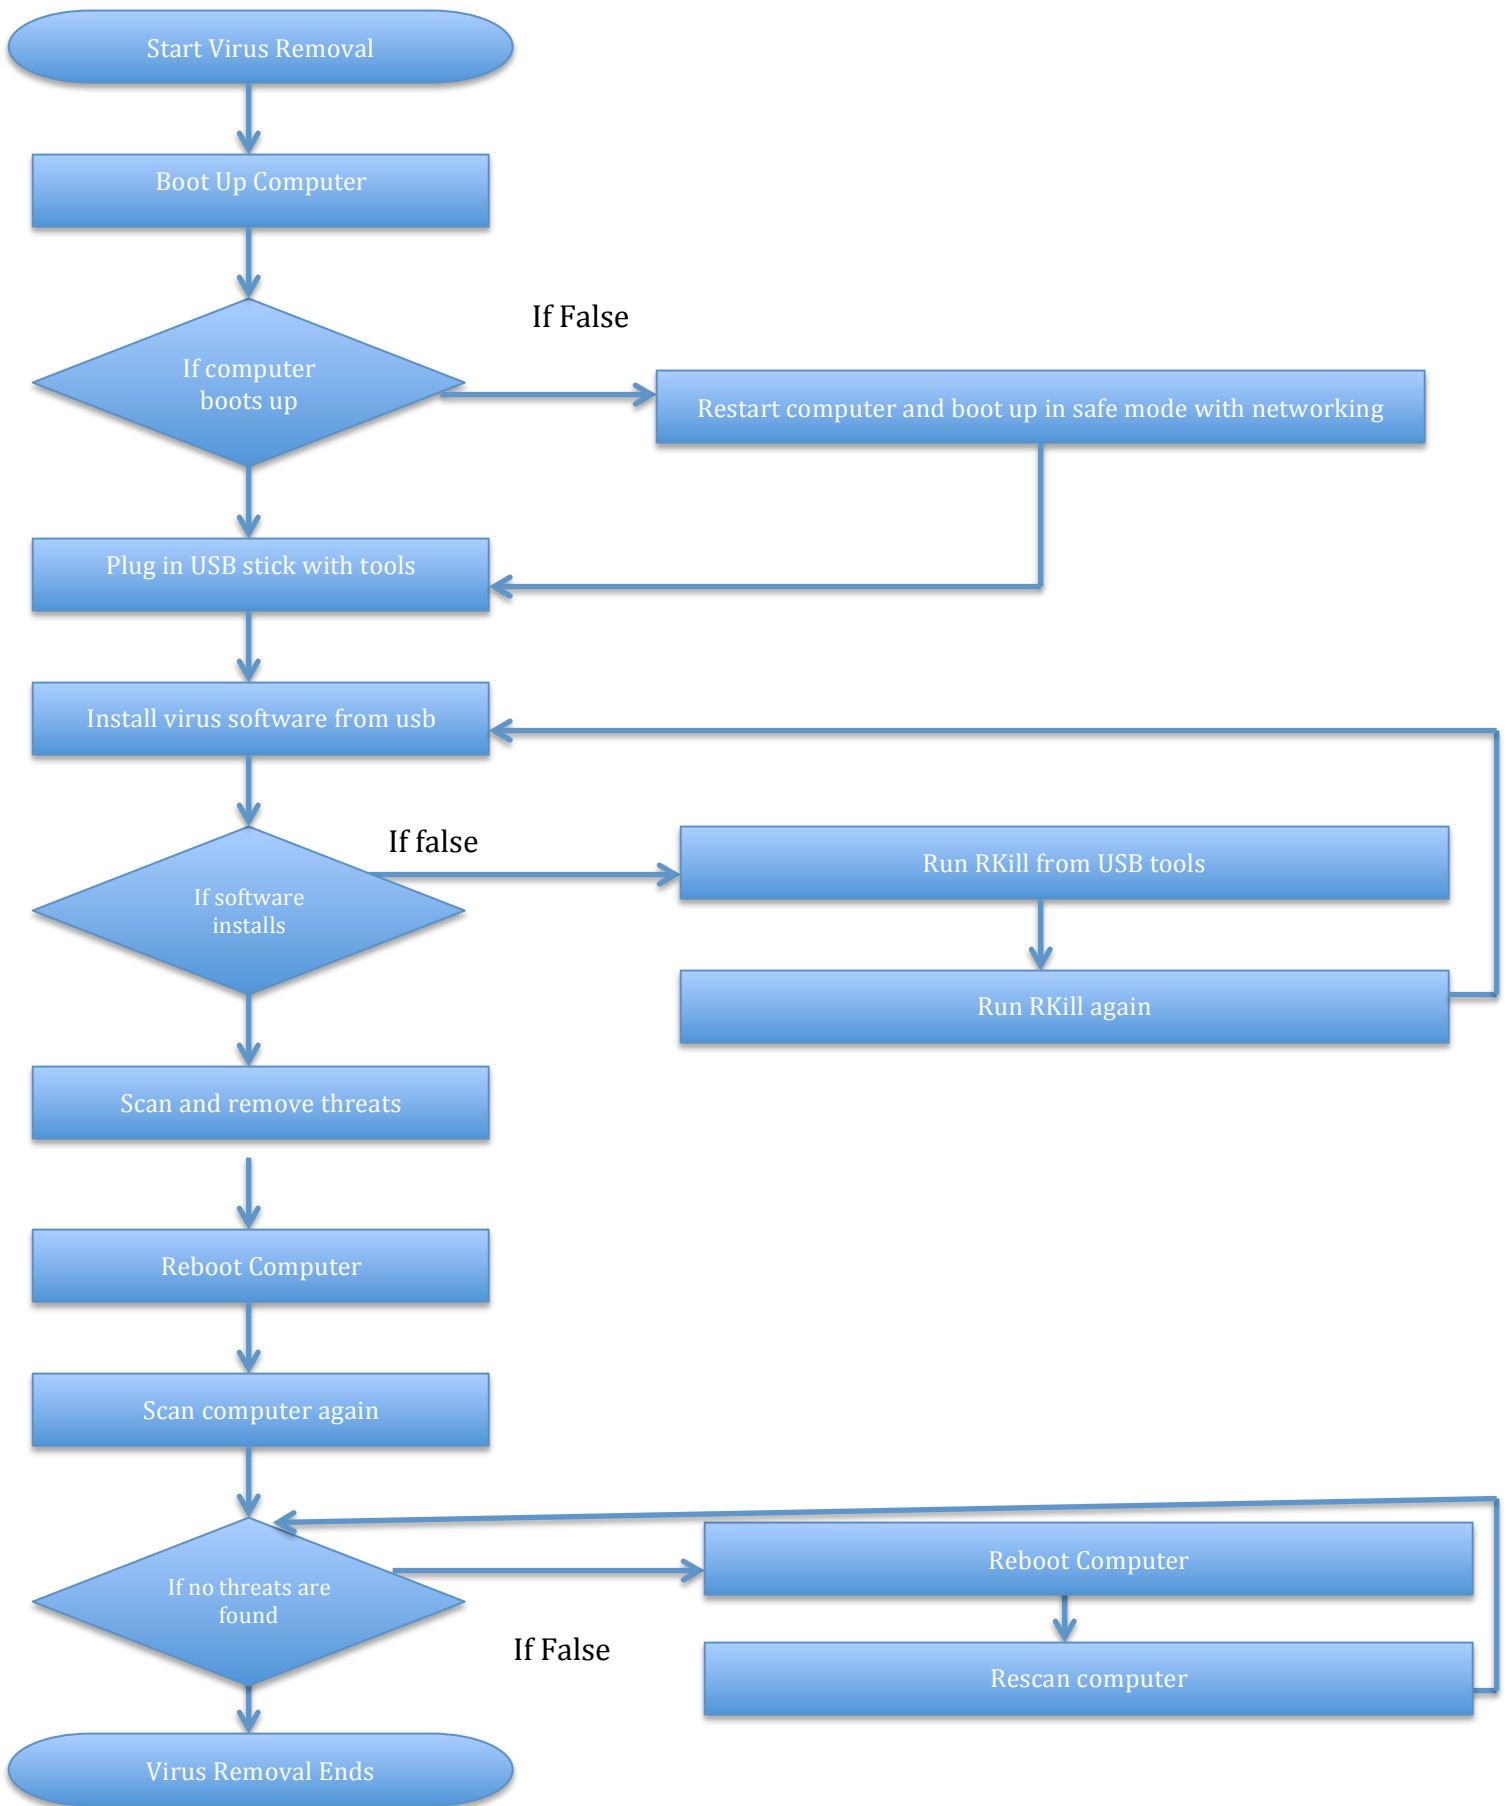 Start Virus Removal
Boot Up Computer
If False
If computer
boots up
Restart computer and boot up in safe mode with networking
Plug in USB stick with tools
Install virus software from usb
If false
Run RKill from USB tools
If software
installs
Run RKill again
Scan and remove threats
Reboot Computer
Scan computer again
Reboot Computer
If no threats are
found
If False
Rescan computer
Virus Removal Ends